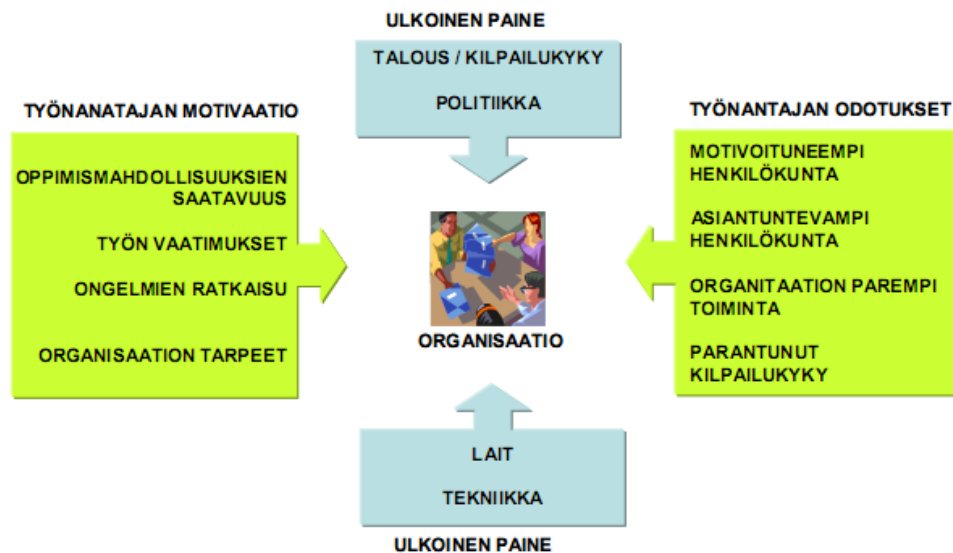 ULKOINEN PAINE
TALOUS / KILPAILUKYKY
POLITIIKKA
TYÖNANATAJAN MOTIVAATIO
OPPIMISMAHDOLLISUUKSIEN
SAATAVUUS
TYÖN VAATIMUKSET
ONGELMIEN RATKAISU
ORGANISAATION TARPEET
ORGANISAATIO
TYÖNANTAJAN ODOTUKSET
MOTIVOITUNEEMPI
HENKILÖKUNTA
ASIANTUNTEVAMPI
HENKILÖKUNTA
ORGANITAATION PAREMPI
TOIMINTA
PARANTUNUT
KILPAILUKYKY
LAIT
TEKNIIKKA
ULKOINEN PAINE